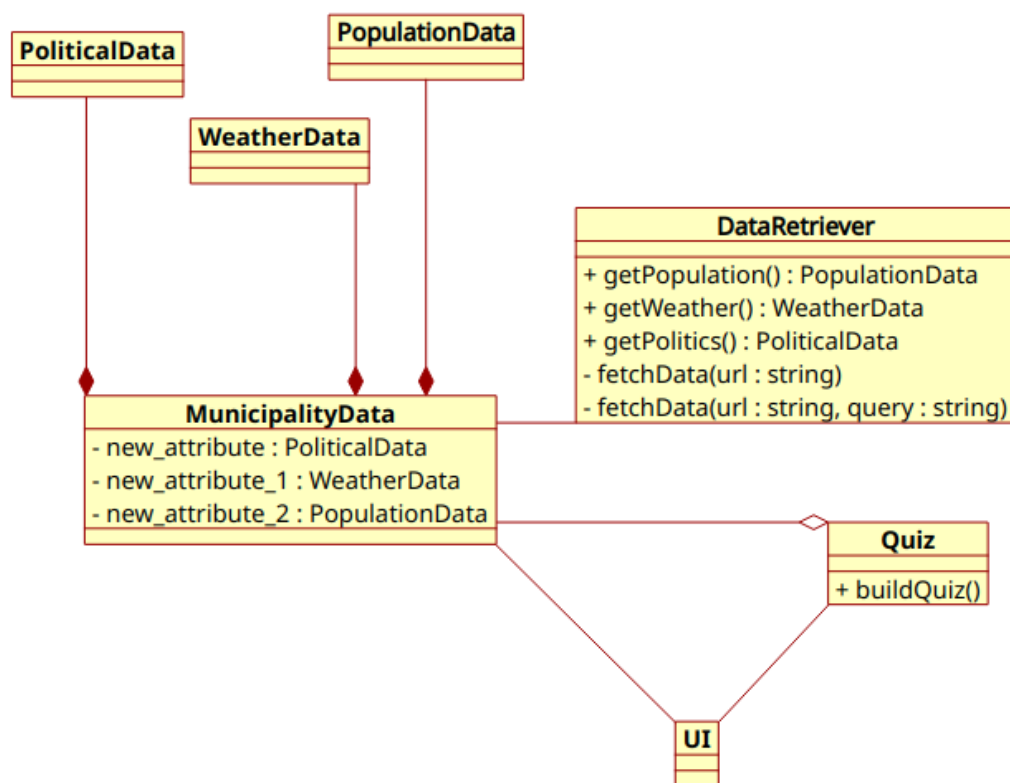 PoliticalData
PopulationData
WeatherData
DataRetriever
+ getPopulation() : PopulationData
+ getWeather() : WeatherData
+ getPolitics() : PoliticalData
- fetchData(url : string)
- fetchData(url : string, query : string)
MunicipalityData
- new_attribute : PoliticalData
- new_attribute_1 : WeatherData
- new_attribute_2 : PopulationData
Quiz
+ buildQuiz()
UI